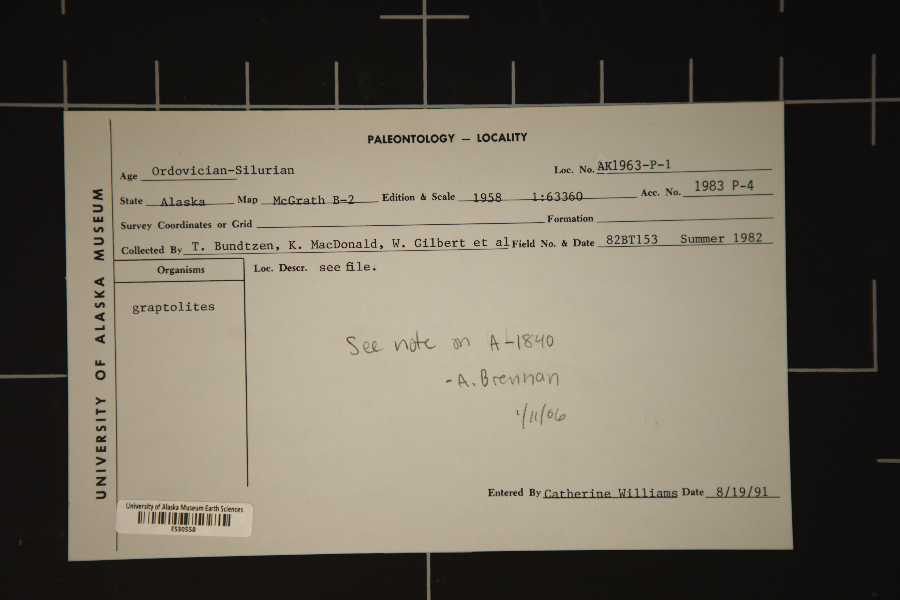 UNIVERSITY OF ALASKA MUSEUM
PALEONTOLOGY — LOCALITY
Age Ordovician-Silurian Loc. No. AK1963-P-1
State Alaska Map McGrath B-2 Edition & Scale 1958 1:63360 Acc. No. 1983 P-4
Survey Coordinates or Grid Formation
Collected By T. Bundtzen, K. MacDonald, W. Gilbert et al Field No. & Date 82BT153 Summer 1982
Organisms Loc. Descr. see file.
graptolites
See note on A-1840
-A. Brennan
1/11/06
Entered By Catherine Williams Date 8/19/91
University of Alaska Museum Earth Sciences
ES30558